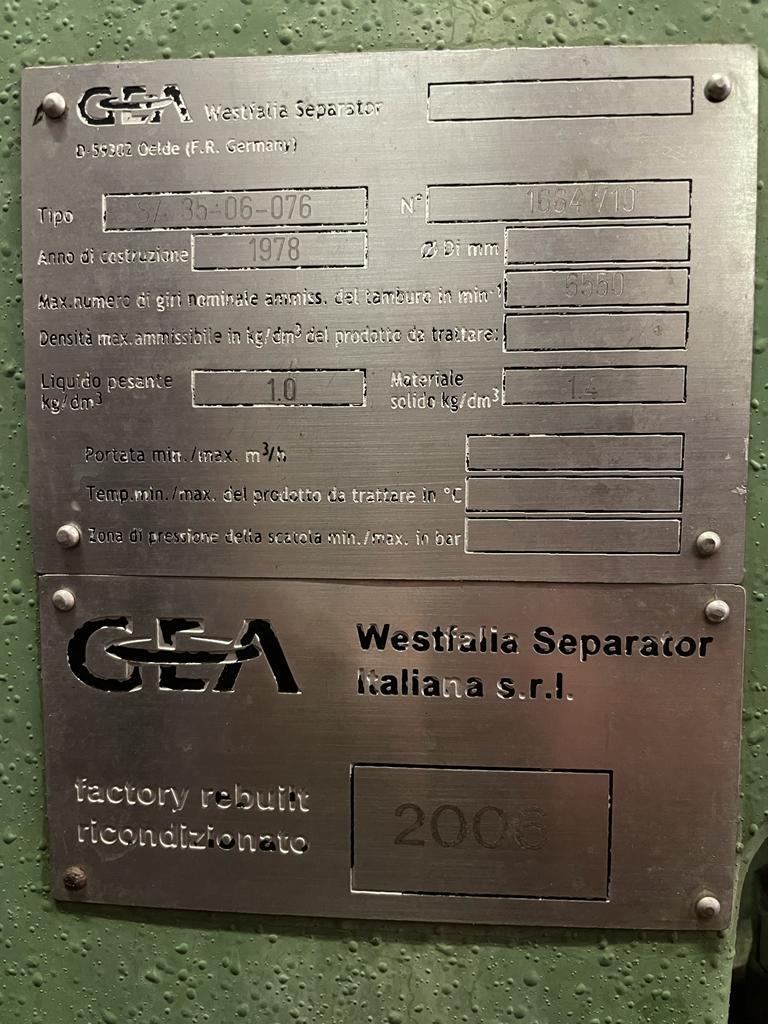 GEA Westfalia Separator
D-59302 Oelde (F.R. Germany)
Tipo 35-06-076 N°
Anno di costruzione 1978 Ø Di mm
Max.numero di giri nominale ammiss. del tamburo in min⁻¹ 6550
Densità max.ammissibile in kg/dm³ del prodotto da trattare:
Liquido pesante 1.0 Materiale 1.4
kg/dm³ solido kg/dm³
Portata min./max. m³/h
Temp.min./max. del prodotto da trattare in °C
Zona di pressione della scatola min./max. in bar
GEA Westfalia Separator
Italiana s.r.l.
factory rebuilt 2006
ricondizionato